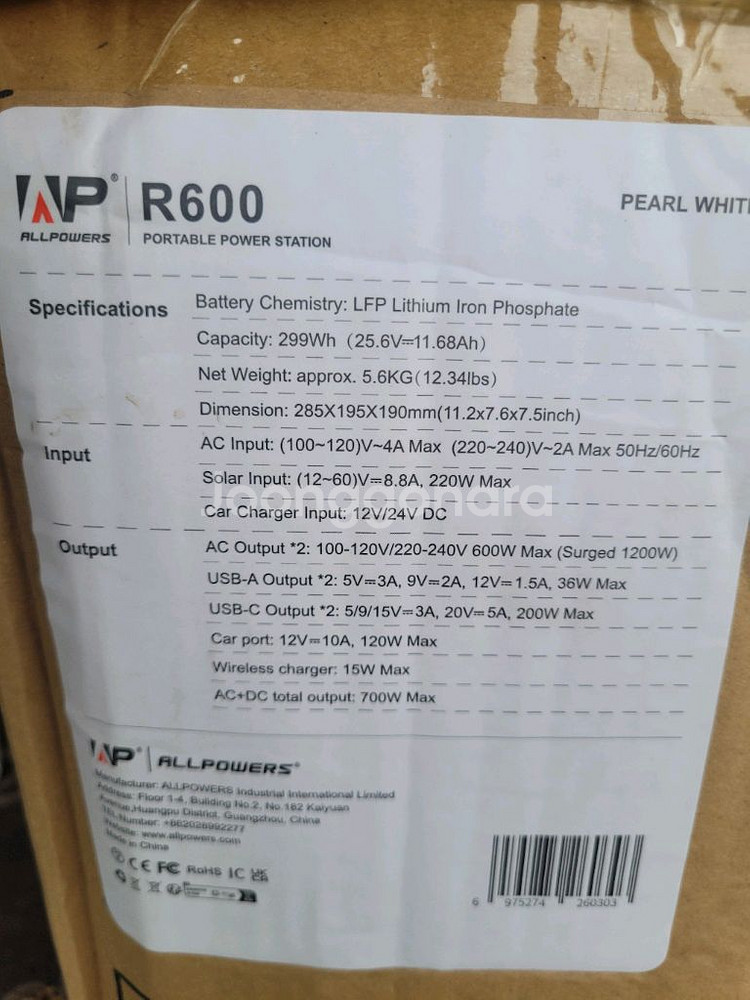 AP®
ALLPOWERS
R600
PORTABLE POWER STATION
PEARL WHIT
Specifications
Battery Chemistry: LFP Lithium Iron Phosphate
Capacity: 299Wh (25.6V⎓11.68Ah)
Net Weight: approx. 5.6KG(12.34lbs)
Dimension: 285X195X190mm(11.2x7.6x7.5inch)
Input
AC Input: (100~120)V~4A Max (220~240)V~2A Max 50Hz/60Hz
Solar Input: (12~60)V⎓8.8A, 220W Max
Joonggonara
Car Charger Input: 12V/24V DC
Output
AC Output *2: 100-120V/220-240V 600W Max (Surged 1200W)
USB-A Output *2: 5V⎓3A, 9V⎓2A, 12V⎓1.5A, 36W Max
USB-C Output *2: 5/9/15V⎓3A, 20V⎓5A, 200W Max
Car port: 12V⎓10A, 120W Max
Wireless charger: 15W Max
AC+DC total output: 700W Max
AP® ALLPOWERS®
Manufacturer: ALLPOWERS Industrial International Limited
Address: Floor 1-4, Building No.2, No.182 Kaiyuan
Avenue,Huangpu District, Guangzhou, China
TEL Number: +862028992277
Website: www.allpowers.com
Made in China
CE FC RoHS IC UKCA
6 975274 260303